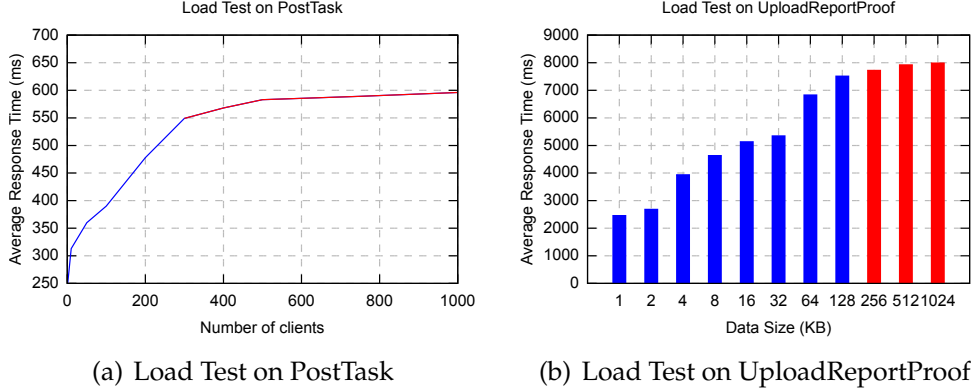 Load Test on PostTask
700
650
600
550
500
450
400
350
300
250
0 200 400 600 800 1000
Average Response Time (ms)
Number of clients
(a) Load Test on PostTask
Load Test on UploadReportProof
9000
8000
7000
6000
5000
4000
3000
2000
1000
0
1 2 4 8 16 32 64 128 256 512 1024
Average Response Time (ms)
Data Size (KB)
(b) Load Test on UploadReportProof